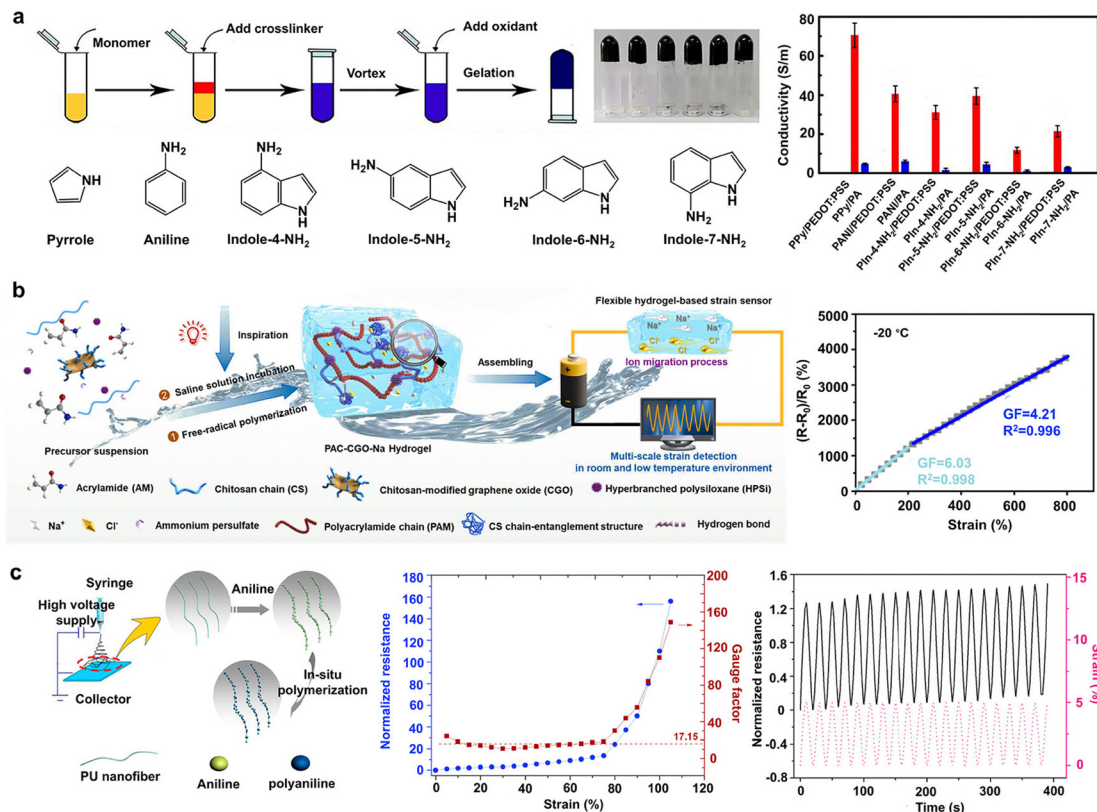 a
Monomer
Add crosslinker
Vortex
Add oxidant
Gelation
NH
Pyrrole
NH₂
Aniline
NH₂
N
H
Indole-4-NH₂
H₂N
N
H
Indole-5-NH₂
H₂N
N
H
Indole-6-NH₂
NH₂
N
H
Indole-7-NH₂
Conductivity (S/m)
80
60
40
20
0
PPy/PEDOT:PSS
PPy/PA
PANI/PEDOT:PSS
PANI/PA
PIn-4-NH₂/PEDOT:PSS
PIn-4-NH₂/PA
PIn-5-NH₂/PEDOT:PSS
PIn-5-NH₂/PA
PIn-6-NH₂/PEDOT:PSS
PIn-6-NH₂/PA
PIn-7-NH₂/PEDOT:PSS
PIn-7-NH₂/PA
b
Inspiration
2 Saline solution incubation
1 Free-radical polymerization
Precursor suspension
PAC-CGO-Na Hydrogel
Assembling
Flexible hydrogel-based strain sensor
Na⁺
Na⁺ Na⁺
Cl⁻ Cl⁻
Cl⁻
Ion migration process
+
-
Multi-scale strain detection
in room and low temperature environment
Acrylamide (AM)
Chitosan chain (CS)
Chitosan-modified graphene oxide (CGO)
Hyperbranched polysiloxane (HPSi)
Na⁺
Cl⁻
Ammonium persulfate
Polyacrylamide chain (PAM)
CS chain-entanglement structure
Hydrogen bond
(R-R₀)/R₀ (%)
5000
4000
3000
2000
1000
0
-20 °C
GF=4.21
R²=0.996
GF=6.03
R²=0.998
0 200 400 600 800
Strain (%)
c
Syringe
High voltage
supply
Collector
Aniline
In-situ
polymerization
PU nanofiber
Aniline
polyaniline
Normalized resistance
180
160
140
120
100
80
60
40
20
0
200
160
120
80
40
0
-40
Gauge factor
17.15
0 20 40 60 80 100 120
Strain (%)
Normalized resistance
1.6
1.2
0.8
0.4
0
-0.4
-0.8
15
10
5
0
Strain (%)
0 100 200 300 400
Time (s)